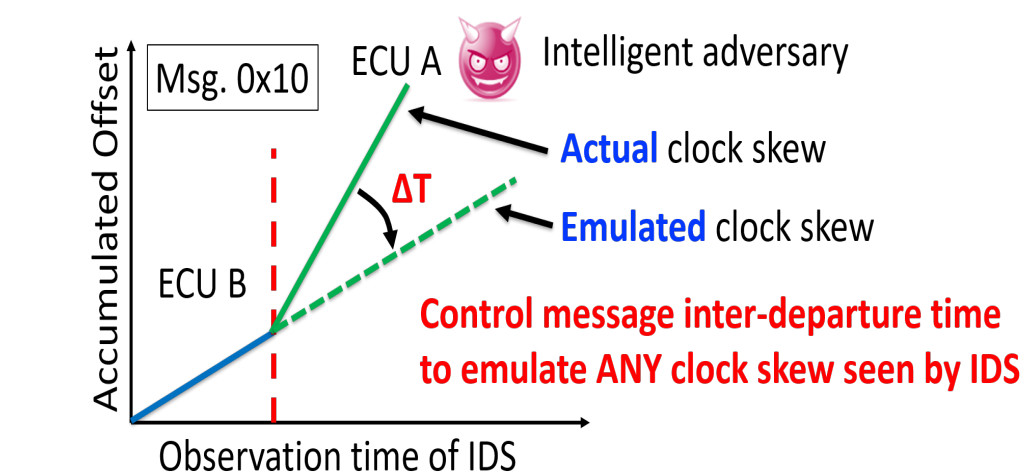 Msg. 0x10
ECU A
Intelligent adversary
Accumulated Offset
Actual clock skew
ΔT
Emulated clock skew
ECU B
Control message inter-departure time
to emulate ANY clock skew seen by IDS
Observation time of IDS